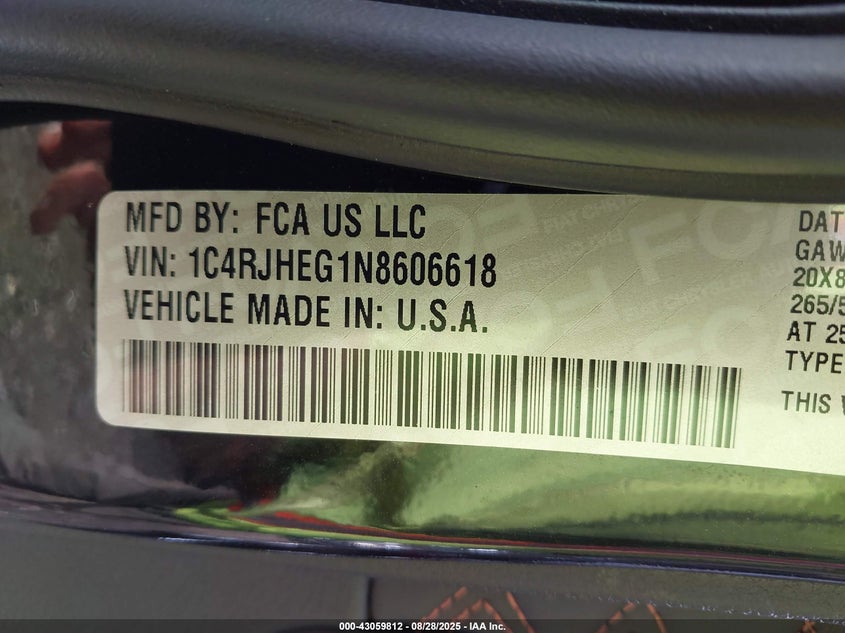 MFD BY: FCA US LLC
VIN: 1C4RJHEG1N8606618
VEHICLE MADE IN: U.S.A.
DAT
GAW
20X8
265/5
AT 25
TYPE
THIS
000-43059812 - 08/28/2025 - IAA Inc.